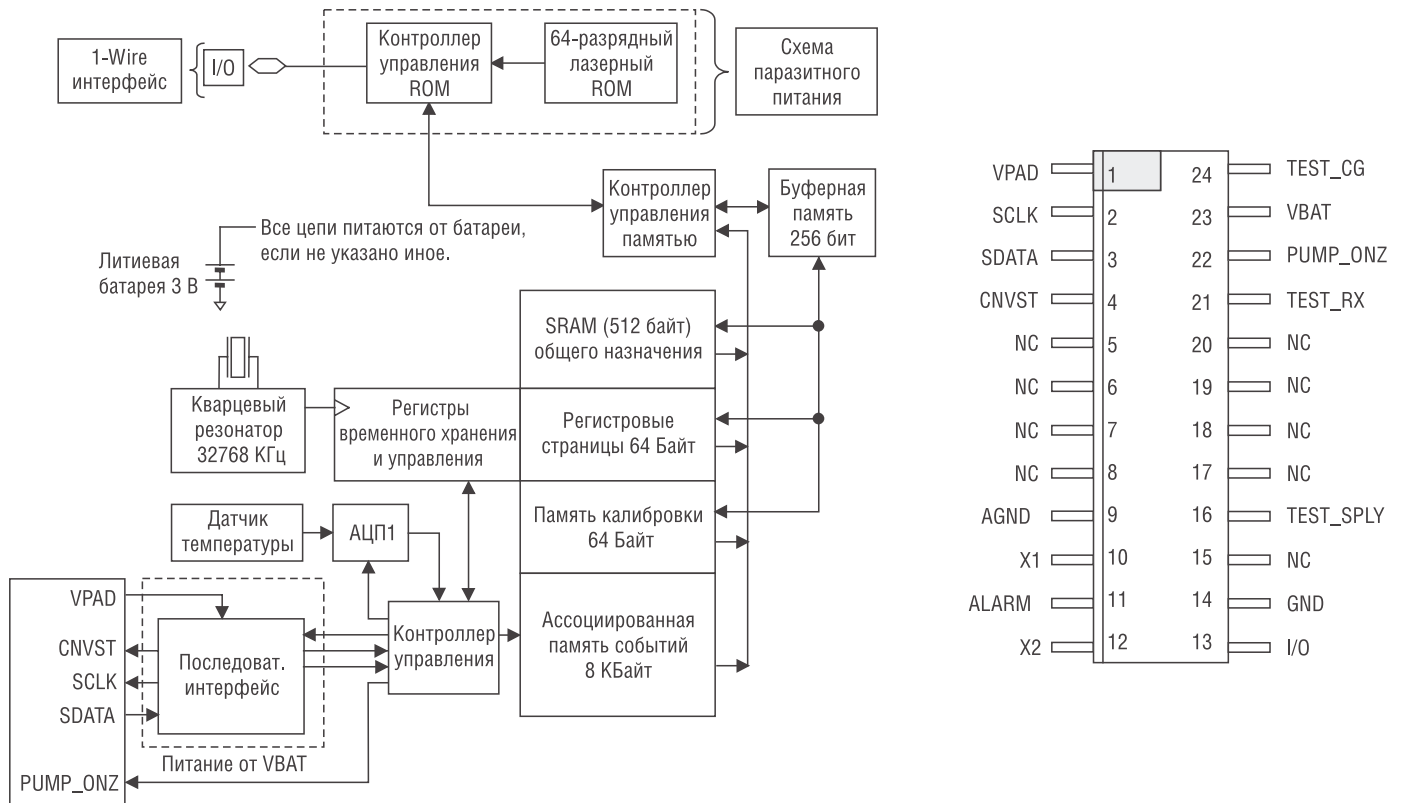 1-Wire
интерфейс
I/O
Контроллер
управления
ROM
64-разрядный
лазерный
ROM
Схема
паразитного
питания
Контроллер
управления
памятью
Буферная
память
256 бит
Все цепи питаются от батареи,
если не указано иное.
Литиевая
батарея 3 В
SRAM (512 байт)
общего назначения
Кварцевый
резонатор
32768 КГц
Регистры
временного хранения
и управления
Регистровые
страницы 64 Байт
Датчик
температуры
АЦП1
Память калибровки
64 Байт
VPAD
CNVST
SCLK
SDATA
PUMP_ONZ
Последоват.
интерфейс
Контроллер
управления
Ассоциированная
память событий
8 КБайт
Питание от VBAT
VPAD 1 24 TEST_CG
SCLK 2 23 VBAT
SDATA 3 22 PUMP_ONZ
CNVST 4 21 TEST_RX
NC 5 20 NC
NC 6 19 NC
NC 7 18 NC
NC 8 17 NC
AGND 9 16 TEST_SPLY
X1 10 15 NC
ALARM 11 14 GND
X2 12 13 I/O